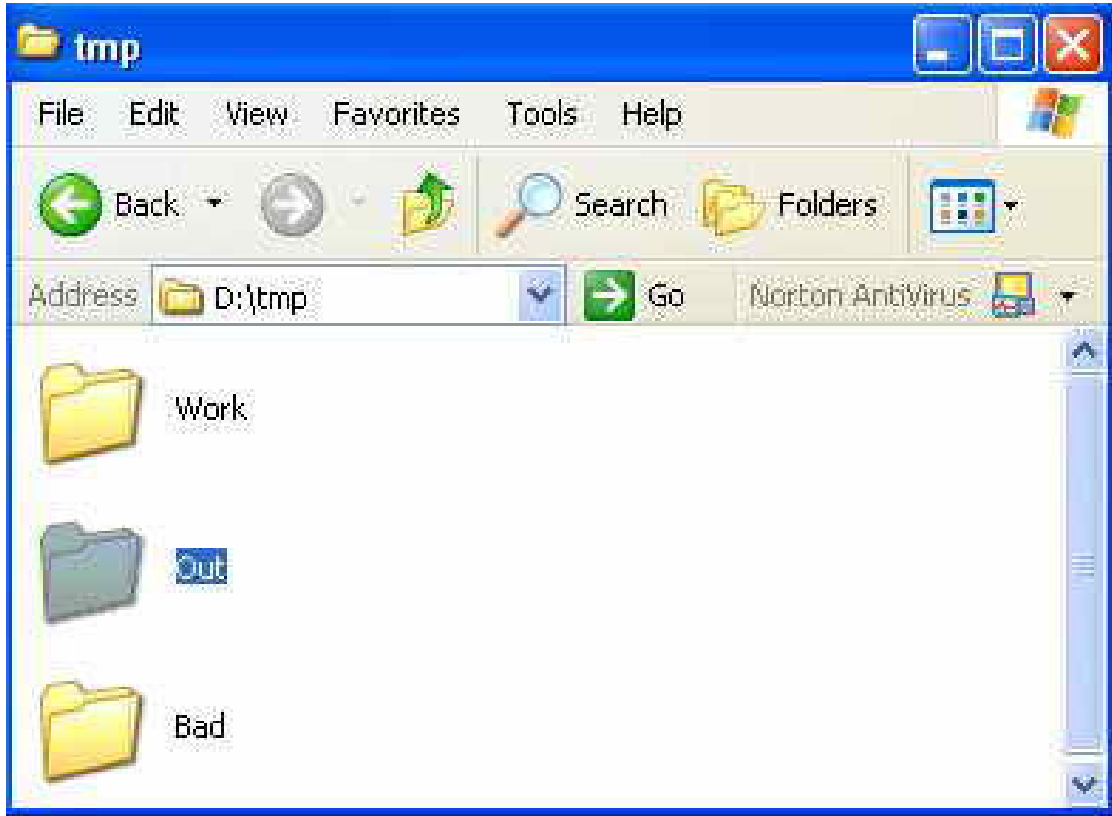 tmp
File Edit View Favorites Tools Help
Back Search Folders
Address D:\tmp Go Norton AntiVirus
Work
Out
Bad